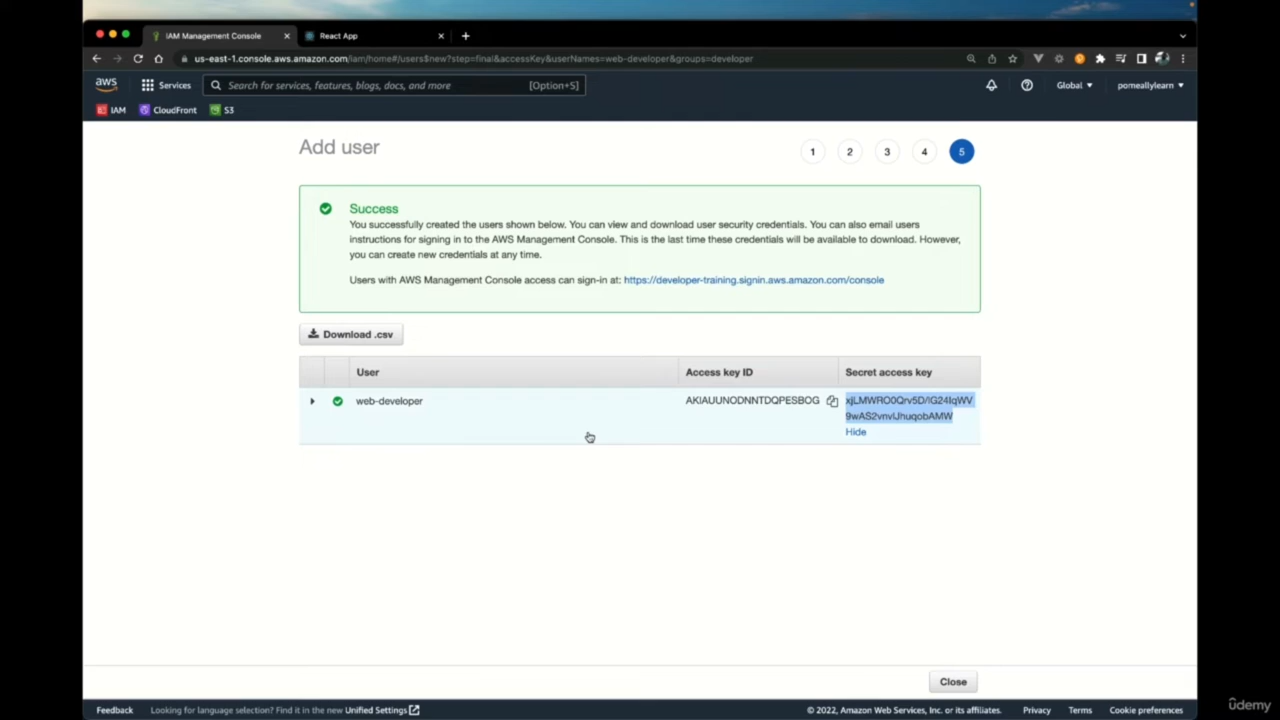 IAM Management Console
React App
us-east-1.console.aws.amazon.com/iam/home#/users$new?step=final&accessKey&userNames=web-developer&groups=developer
aws
Services
Search for services, features, blogs, docs, and more
[Option+S]
Global
pomeallylearn
IAM
CloudFront
S3
Add user
1
2
3
4
5
Success
You successfully created the users shown below. You can view and download user security credentials. You can also email users
instructions for signing in to the AWS Management Console. This is the last time these credentials will be available to download. However,
you can create new credentials at any time.
Users with AWS Management Console access can sign-in at: https://developer-training.signin.aws.amazon.com/console
Download .csv
User
Access key ID
Secret access key
web-developer
AKIAUUNODNNTDQPESBOG
Hide
Close
Feedback
Looking for language selection? Find it in the new Unified Settings
© 2022, Amazon Web Services, Inc. or its affiliates.
Privacy
Terms
Cookie preferences
ûdemy